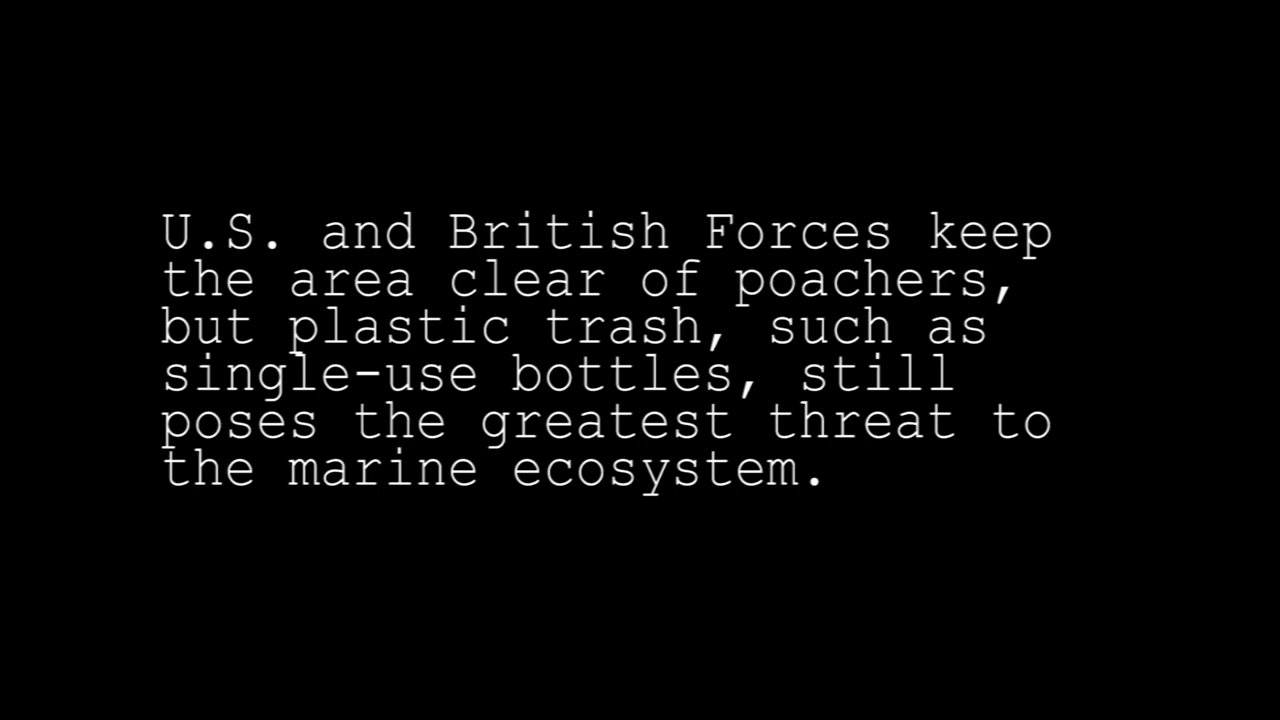 U.S. and British Forces keep
the area clear of poachers,
but plastic trash, such as
single-use bottles, still
poses the greatest threat to
the marine ecosystem.